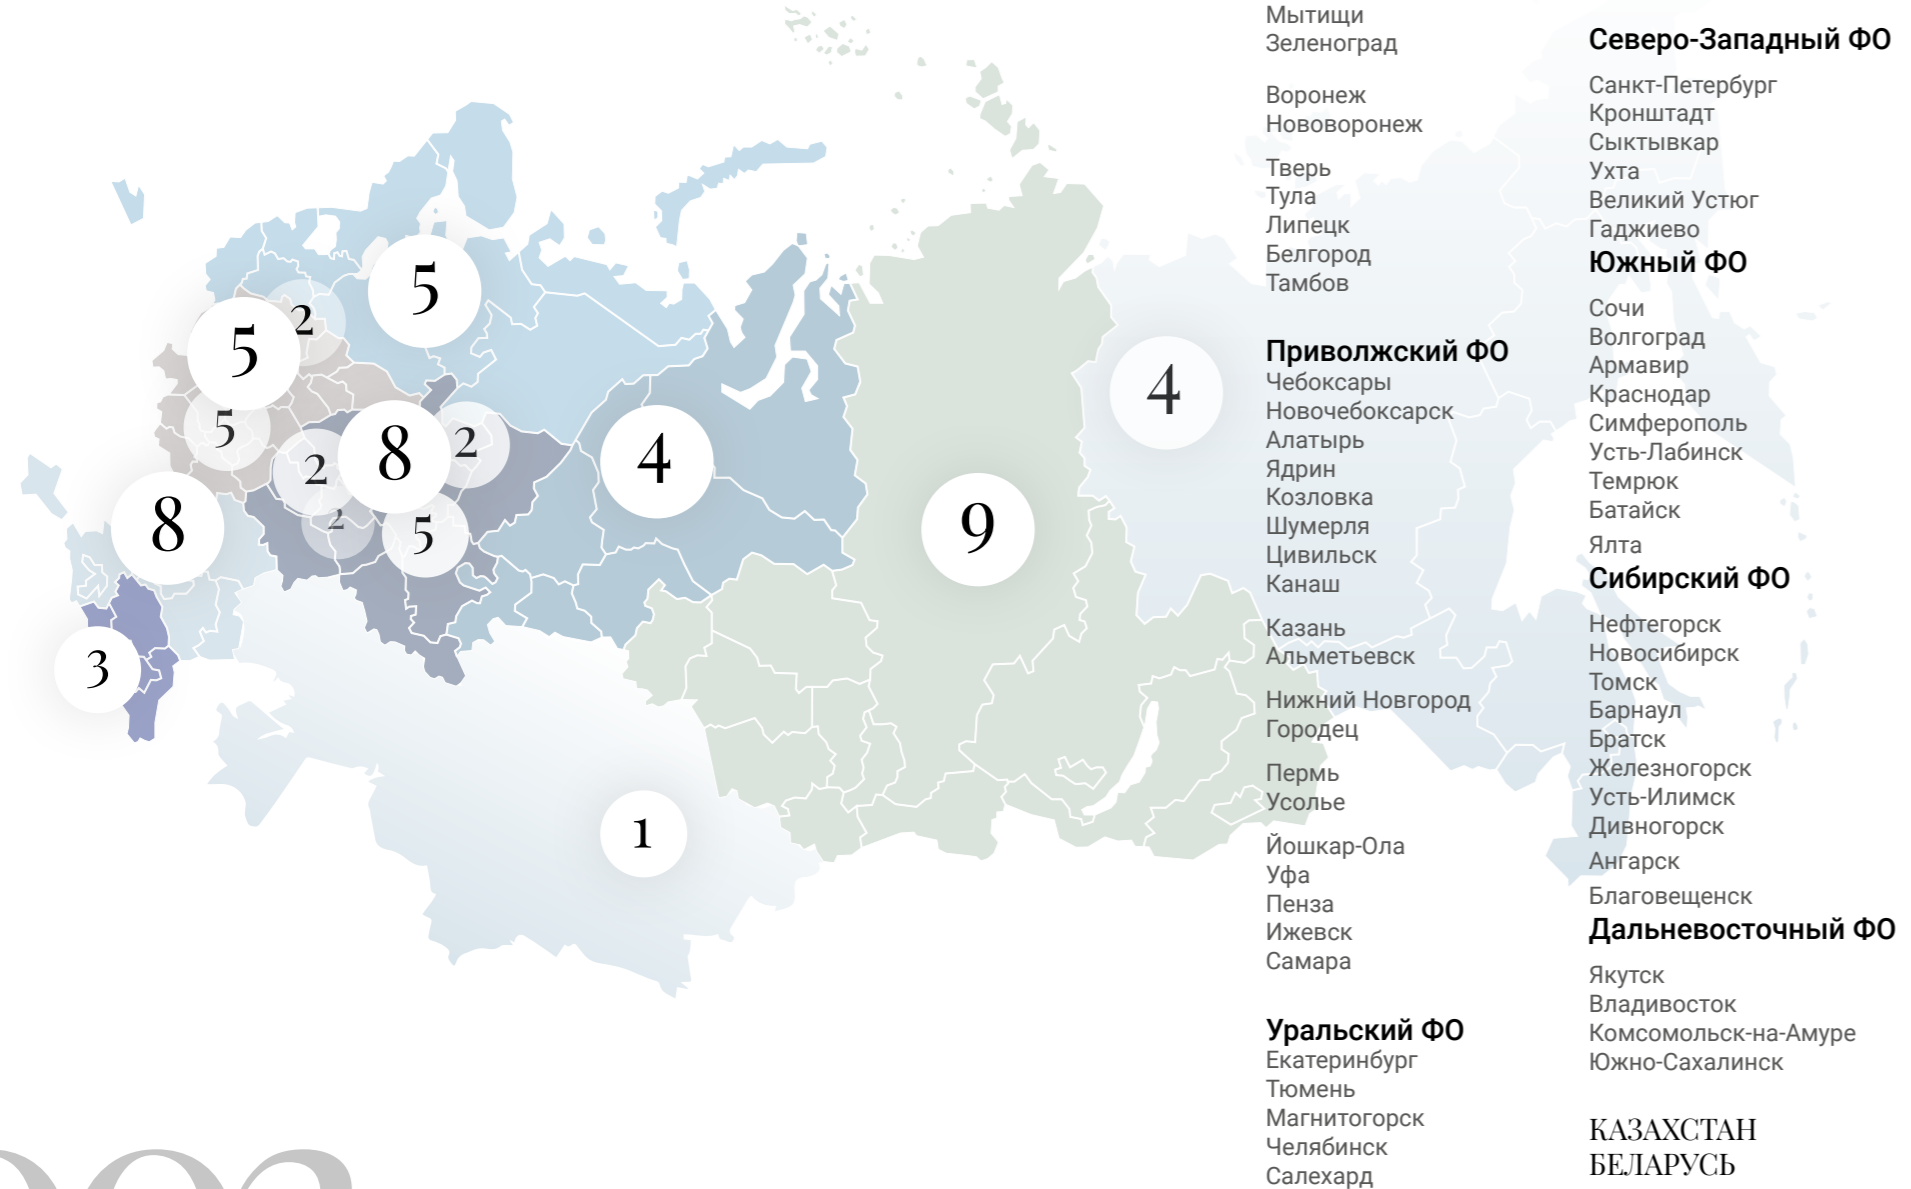 5
2
5
5
2
8
2
4
8
2
5
3
9
4
1
Мытищи
Зеленоград
Воронеж
Нововоронеж
Тверь
Тула
Липецк
Белгород
Тамбов
Приволжский ФО
Чебоксары
Новочебоксарск
Алатырь
Ядрин
Козловка
Шумерля
Цивильск
Канаш
Казань
Альметьевск
Нижний Новгород
Городец
Пермь
Усолье
Йошкар-Ола
Уфа
Пенза
Ижевск
Самара
Уральский ФО
Екатеринбург
Тюмень
Магнитогорск
Челябинск
Салехард
Северо-Западный ФО
Санкт-Петербург
Кронштадт
Сыктывкар
Ухта
Великий Устюг
Гаджиево
Южный ФО
Сочи
Волгоград
Армавир
Краснодар
Симферополь
Усть-Лабинск
Темрюк
Батайск
Ялта
Сибирский ФО
Нефтегорск
Новосибирск
Томск
Барнаул
Братск
Железногорск
Усть-Илимск
Дивногорск
Ангарск
Благовещенск
Дальневосточный ФО
Якутск
Владивосток
Комсомольск-на-Амуре
Южно-Сахалинск
КАЗАХСТАН
БЕЛАРУСЬ